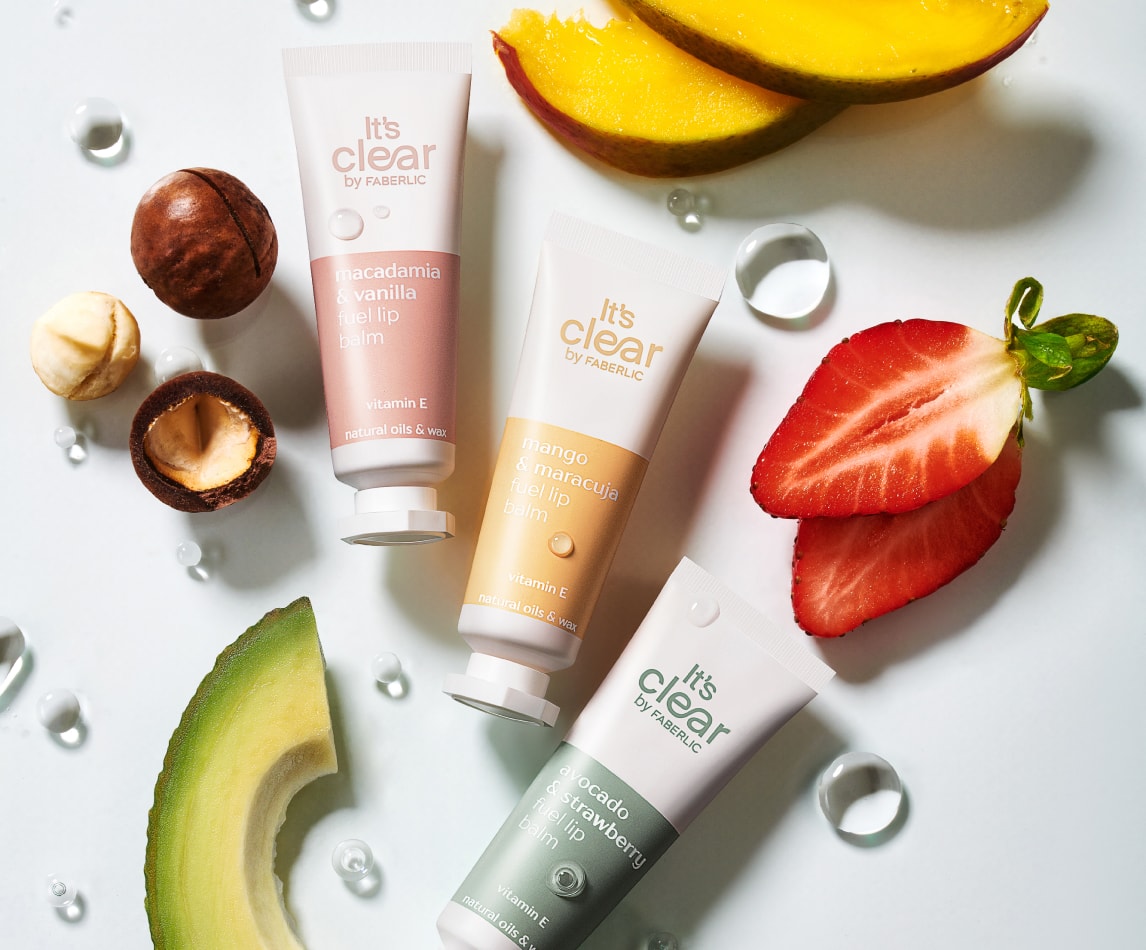 It's
clear
by FABERLIC
macadamia
& vanilla
fuel lip
balm
vitamin E
natural oils & wax
It's
clear
by FABERLIC
mango
& maracuja
fuel lip
balm
vitamin E
natural oils & wax
It's
clear
by FABERLIC
avocado
& strawberry
fuel lip
balm
vitamin E
natural oils & wax